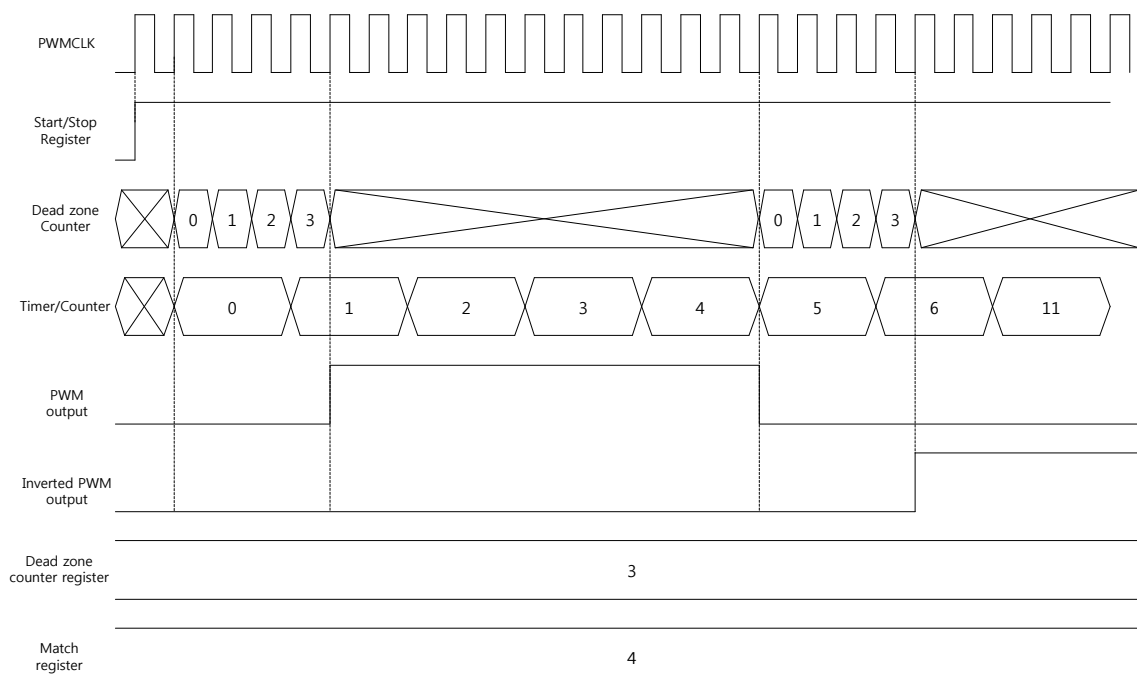 PWMCLK
Start/Stop
Register
Dead zone
Counter
0 1 2 3 0 1 2 3
Timer/Counter
0 1 2 3 4 5 6 11
PWM
output
Inverted PWM
output
Dead zone
counter register
3
Match
register
4